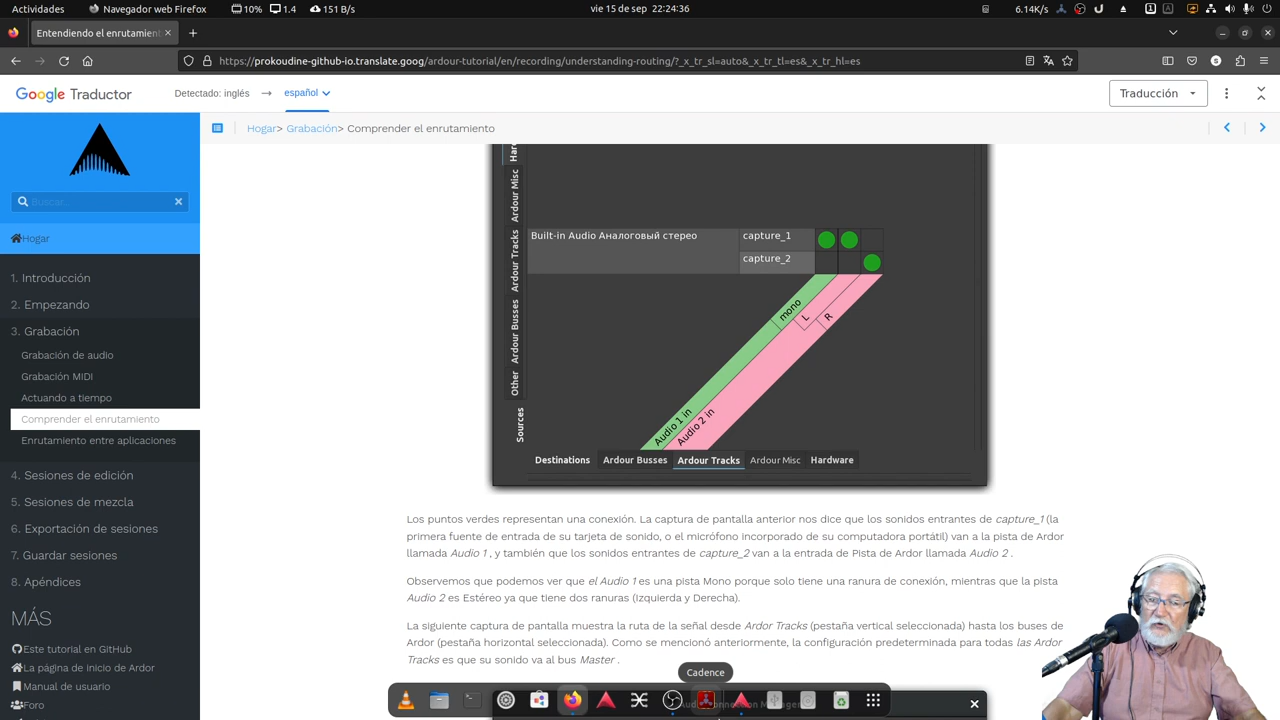 Actividades
Navegador web Firefox
10%
1.4
151 B/s
vie 15 de sep  22:24:36
6.14K/s
Entendiendo el enrutamient
https://prokoudine-github-io.translate.goog/ardour-tutorial/en/recording/understanding-routing/?_x_tr_sl=auto&_x_tr_tl=es&_x_tr_hl=es
Google Traductor
Detectado: inglés
español
Traducción
Buscar...
Hogar
1. Introducción
2. Empezando
3. Grabación
Grabación de audio
Grabación MIDI
Actuando a tiempo
Comprender el enrutamiento
Enrutamiento entre aplicaciones
4. Sesiones de edición
5. Sesiones de mezcla
6. Exportación de sesiones
7. Guardar sesiones
8. Apéndices
MÁS
Este tutorial en GitHub
La página de inicio de Ardor
Manual de usuario
Foro
Hogar> Grabación> Comprender el enrutamiento
Ardour Misc
Ardour Tracks
Ardour Busses
Other
Sources
Built-in Audio Аналоговый стерео
capture_1
capture_2
mono
L
R
Audio 1 in
Audio 2 in
Destinations
Ardour Busses
Ardour Tracks
Ardour Misc
Hardware
Los puntos verdes representan una conexión. La captura de pantalla anterior nos dice que los sonidos entrantes de capture_1 (la
primera fuente de entrada de su tarjeta de sonido, o el micrófono incorporado de su computadora portátil) van a la pista de Ardor
llamada Audio 1 , y también que los sonidos entrantes de capture_2 van a la entrada de Pista de Ardor llamada Audio 2 .
Observemos que podemos ver que el Audio 1 es una pista Mono porque solo tiene una ranura de conexión, mientras que la pista
Audio 2 es Estéreo ya que tiene dos ranuras (Izquierda y Derecha).
La siguiente captura de pantalla muestra la ruta de la señal desde Ardor Tracks (pestaña vertical seleccionada) hasta los buses de
Ardor (pestaña horizontal seleccionada). Como se mencionó anteriormente, la configuración predeterminada para todas las Ardor
Tracks es que su sonido va al bus Master .
Cadence